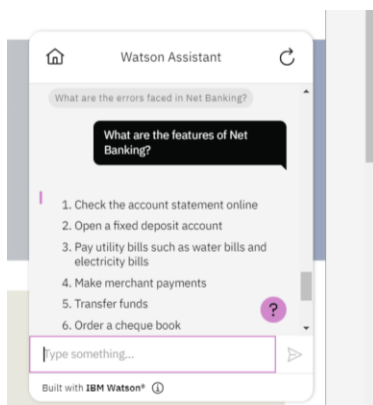 Watson Assistant
What are the errors faced in Net Banking?
What are the features of Net
Banking?
1. Check the account statement online
2. Open a fixed deposit account
3. Pay utility bills such as water bills and
electricity bills
4. Make merchant payments
5. Transfer funds
?
6. Order a cheque book
Type something...
Built with IBM Watson®